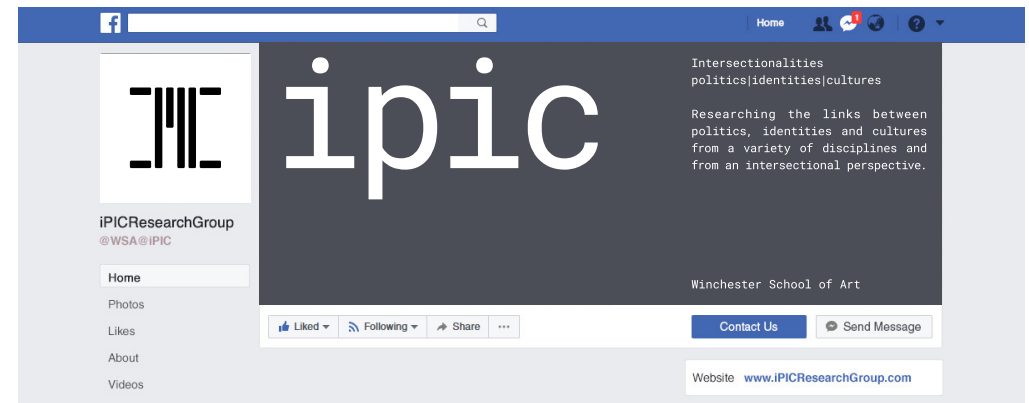 f
Home
1
?
ipic
Intersectionalities
politics|identities|cultures
Researching the links between
politics, identities and cultures
from a variety of disciplines and
from an intersectional perspective.
Winchester School of Art
iPICResearchGroup
@WSA@iPIC
Home
Photos
Likes
About
Videos
Liked
Following
Share
...
Contact Us
Send Message
Website www.iPICResearchGroup.com